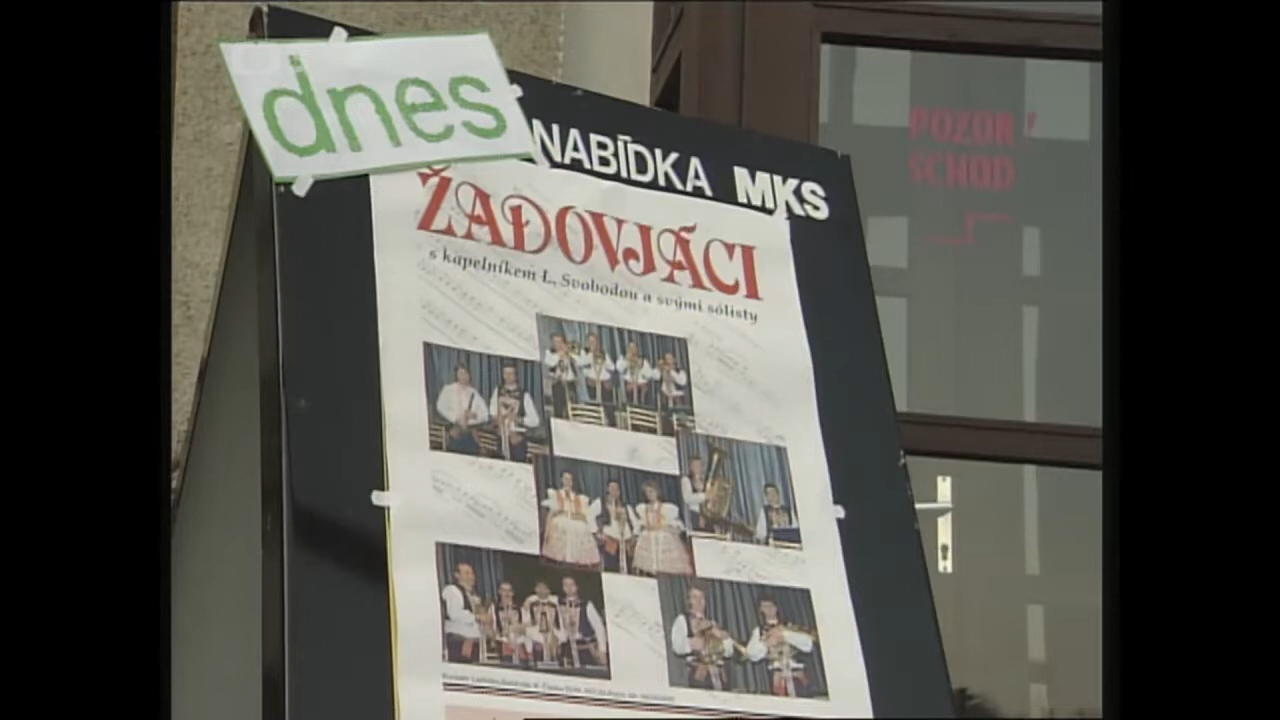 dnes
NABÍDKA MKS
ŽAĎOVJÁCI
s kapelníkem L. Svobodou a svými sólisty
POZOR!
SCHOD